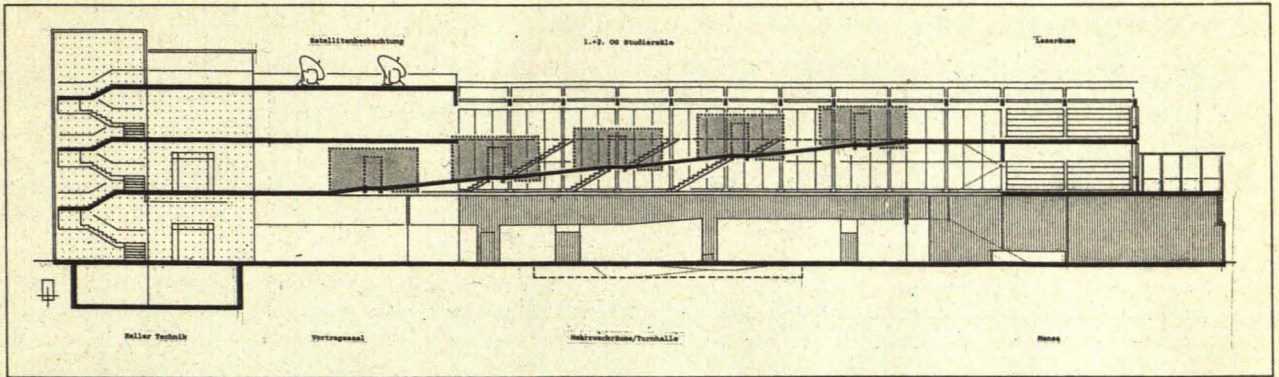 Satellitenbeobachtung
1.+2. OG Studiersäle
Leseräume
Keller Technik
Vortragssaal
Mehrzweckräume/Turnhalle
Mensa